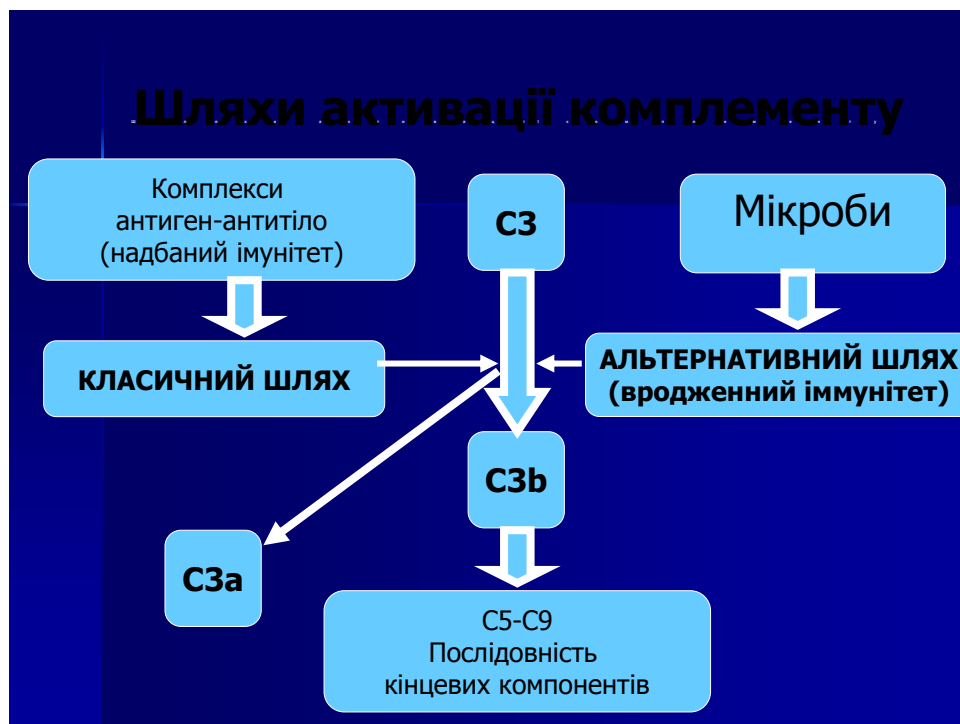 Шляхи активації комплементу
Комплекси
антиген-антитіло
(надбаний імунітет)
С3
Мікроби
КЛАСИЧНИЙ ШЛЯХ
АЛЬТЕРНАТИВНИЙ ШЛЯХ
(вродженний іммунітет)
С3b
С3а
С5-С9
Послідовність
кінцевих компонентів